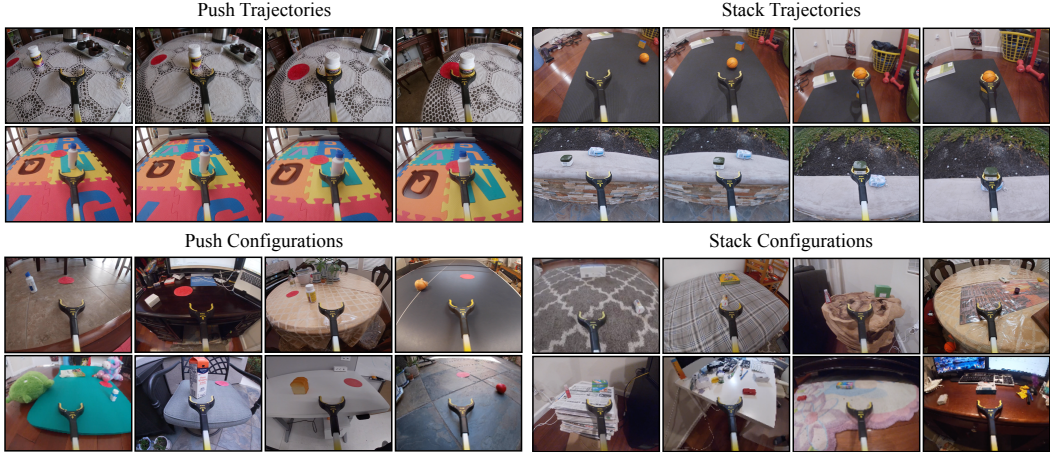 Push Trajectories
Stack Trajectories
Push Configurations
Stack Configurations